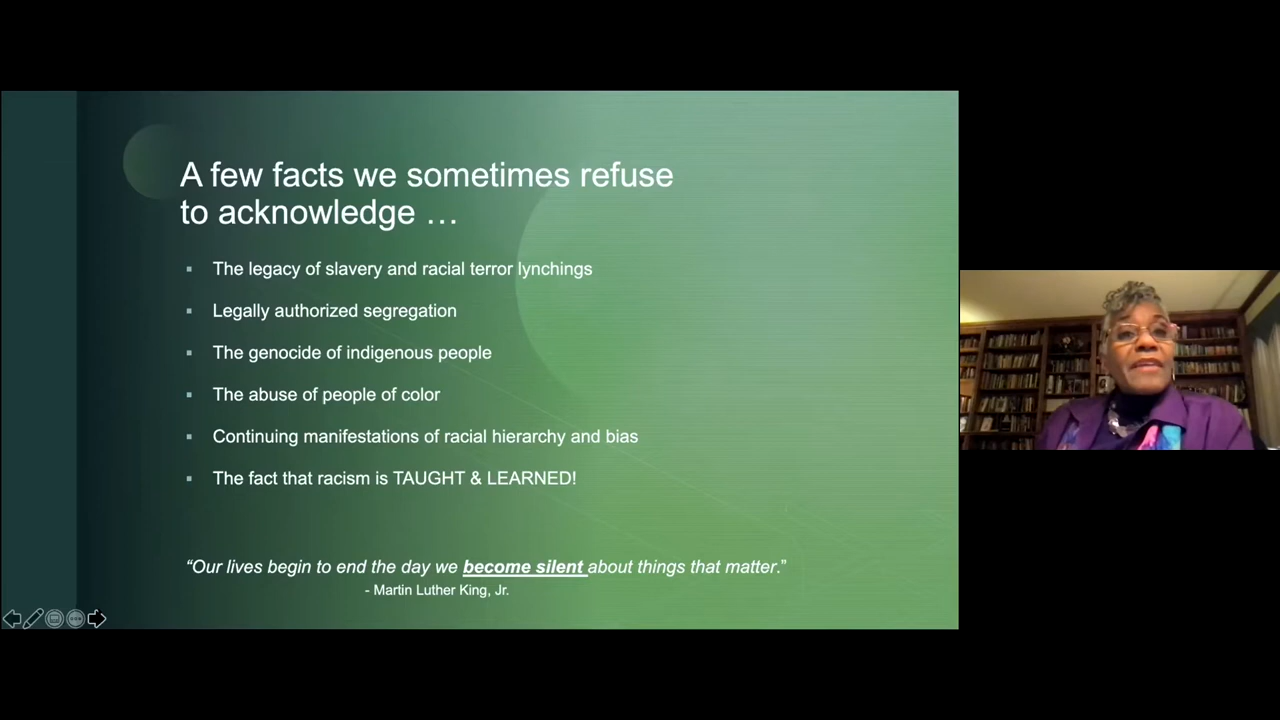 A few facts we sometimes refuse
to acknowledge …
▪ The legacy of slavery and racial terror lynchings
▪ Legally authorized segregation
▪ The genocide of indigenous people
▪ The abuse of people of color
▪ Continuing manifestations of racial hierarchy and bias
▪ The fact that racism is TAUGHT & LEARNED!
“Our lives begin to end the day we become silent about things that matter.”
- Martin Luther King, Jr.